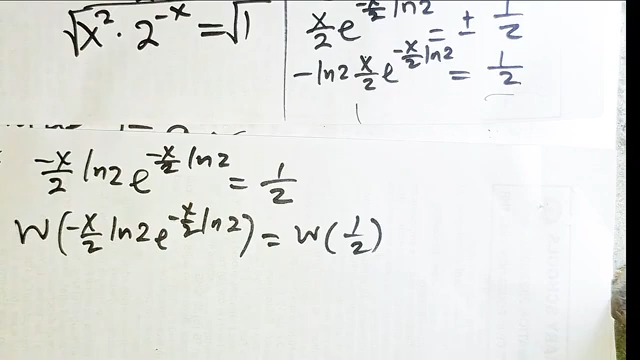 √x² · 2^-x = √1
x/2 e^(-x/2 ln2) = ± 1/2
-ln2 x/2 e^(-x/2 ln2) = 1/2
-x/2 ln2 e^(-x/2 ln2) = 1/2
W(-x/2 ln2 e^(-x/2 ln2)) = W(1/2)